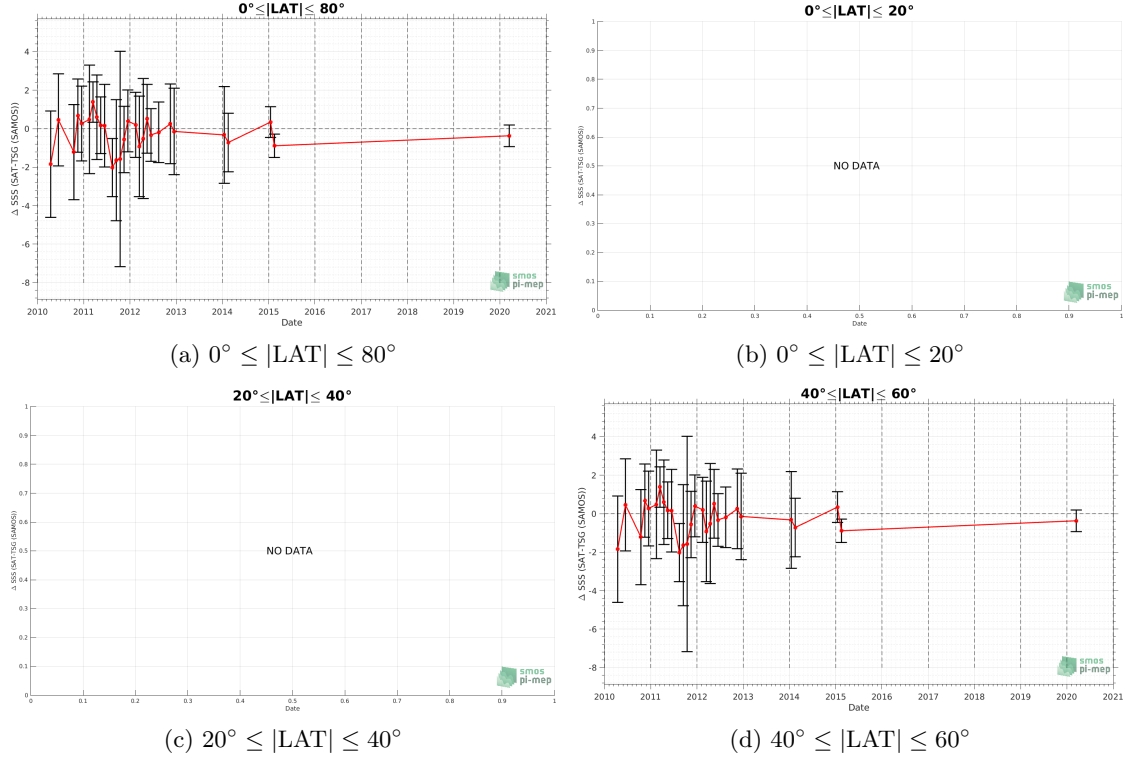 0°≤|LAT|≤ 80°
4
2
0
-2
-4
-6
-8
Δ SSS (SAT-TSG (SAMOS))
2010 2011 2012 2013 2014 2015 2016 2017 2018 2019 2020 2021
Date
smos
pi-mep
(a) 0° ≤ |LAT| ≤ 80°
0°≤|LAT|≤ 20°
1
0.9
0.8
0.7
0.6
0.5
0.4
0.3
0.2
0.1
0
Δ SSS (SAT-TSG (SAMOS))
NO DATA
0 0.1 0.2 0.3 0.4 0.5 0.6 0.7 0.8 0.9 1
Date
smos
pi-mep
(b) 0° ≤ |LAT| ≤ 20°
20°≤|LAT|≤ 40°
1
0.9
0.8
0.7
0.6
0.5
0.4
0.3
0.2
0.1
0
Δ SSS (SAT-TSG (SAMOS))
NO DATA
0 0.1 0.2 0.3 0.4 0.5 0.6 0.7 0.8 0.9 1
Date
smos
pi-mep
(c) 20° ≤ |LAT| ≤ 40°
40°≤|LAT|≤ 60°
4
2
0
-2
-4
-6
-8
Δ SSS (SAT-TSG (SAMOS))
2010 2011 2012 2013 2014 2015 2016 2017 2018 2019 2020 2021
Date
smos
pi-mep
(d) 40° ≤ |LAT| ≤ 60°